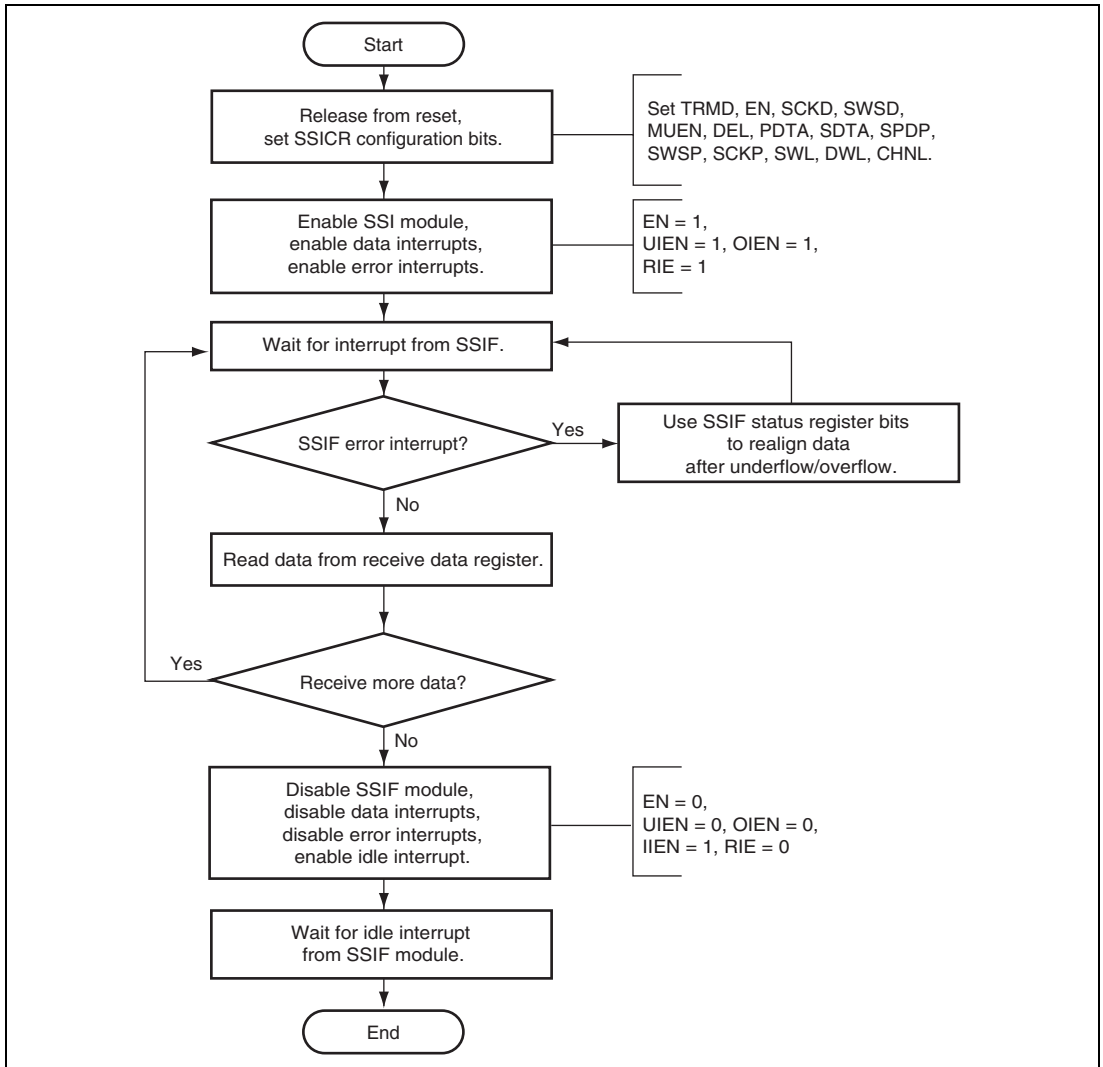 Start
Release from reset,
set SSICR configuration bits.
Set TRMD, EN, SCKD, SWSD,
MUEN, DEL, PDTA, SDTA, SPDP,
SWSP, SCKP, SWL, DWL, CHNL.
Enable SSI module,
enable data interrupts,
enable error interrupts.
EN = 1,
UIEN = 1, OIEN = 1,
RIE = 1
Wait for interrupt from SSIF.
SSIF error interrupt?
Yes
Use SSIF status register bits
to realign data
after underflow/overflow.
No
Read data from receive data register.
Yes
Receive more data?
No
Disable SSIF module,
disable data interrupts,
disable error interrupts,
enable idle interrupt.
EN = 0,
UIEN = 0, OIEN = 0,
IIEN = 1, RIE = 0
Wait for idle interrupt
from SSIF module.
End